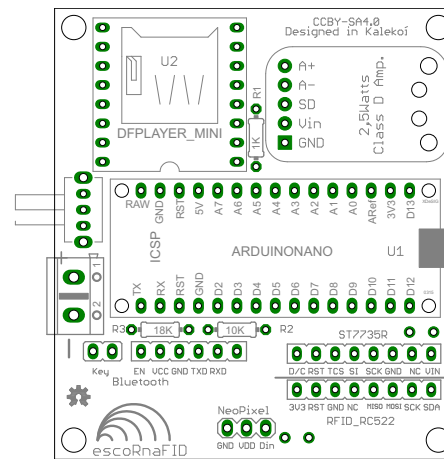 CCBY-SA4.0
Designed in Kalekoi
U2
DFPLAYER_MINI
R1
1K
A+
A-
SD
Vin
GND
2,5Watts
Class D Amp.
RAW GND RST 5V A7 A6 A5 A4 A3 A2 A1 A0 ARef 3V3 D13
ICSP
ARDUINONANO
U1
TX RX RST GND D2 D3 D4 D5 D6 D7 D8 D9 D10 D11 D12
+ 1
2
-
R3 18K 10K R2
ST7735R
EN VCC GND TXD RXD
Key
Bluetooth
D/C RST TCS SI SCK GND NC VIN
3V3 RST GND NC MISO MOSI SCK SDA
RFID_RC522
NeoPixel
GND VDD Din
escoRnaFID